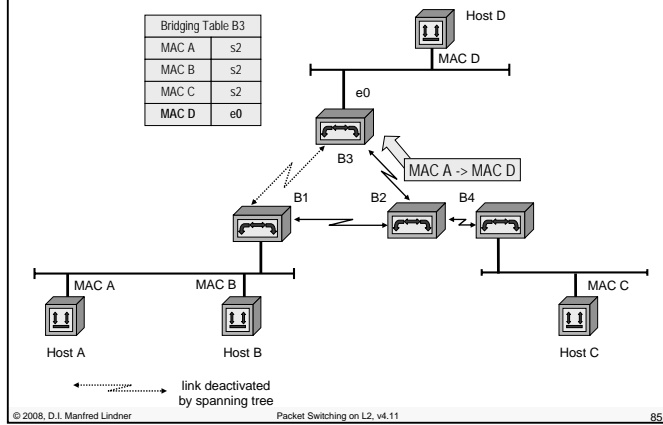 Host D
Bridging Table B3
MAC A s2
MAC B s2
MAC C s2
MAC D e0
MAC D
e0
B3
MAC A -> MAC D
B1
B2
B4
MAC A
MAC B
MAC C
Host A
Host B
Host C
link deactivated
by spanning tree
© 2008, D.I. Manfred Lindner
Packet Switching on L2, v4.11
85